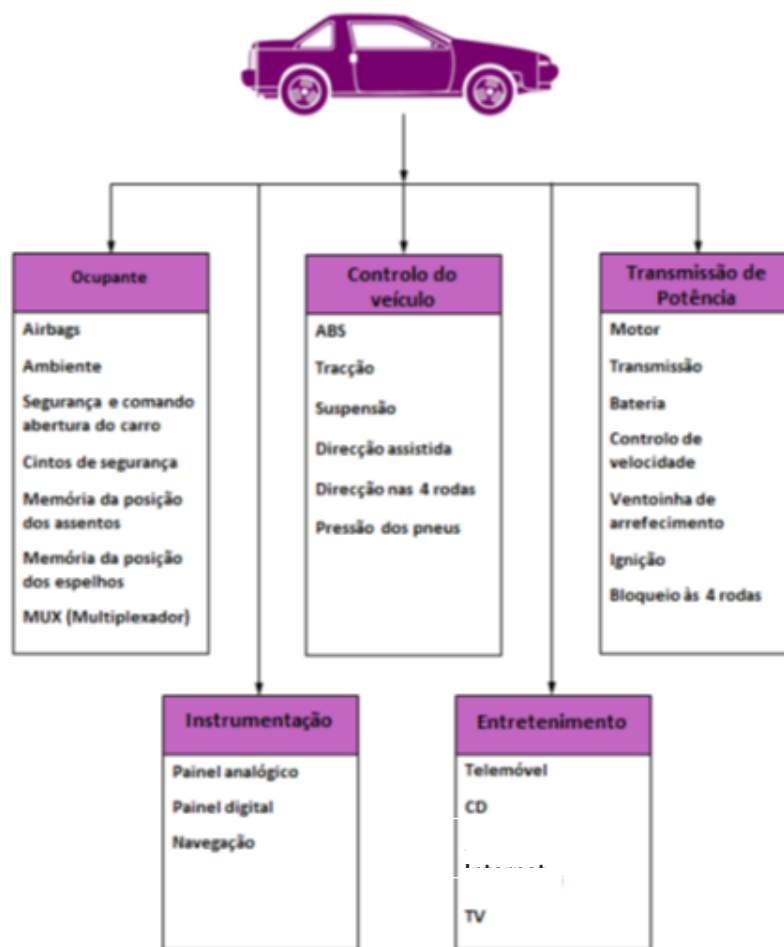 Ocupante
Airbags
Ambiente
Segurança e comando
abertura do carro
Cintos de segurança
Memória da posição
dos assentos
Memória da posição
dos espelhos
MUX (Multiplexador)
Controlo do
veículo
ABS
Tracção
Suspensão
Direcção assistida
Direcção nas 4 rodas
Pressão dos pneus
Transmissão de
Potência
Motor
Transmissão
Bateria
Controlo de
velocidade
Ventoinha de
arrefecimento
Ignição
Bloqueio às 4 rodas
Instrumentação
Painel analógico
Painel digital
Navegação
Entretenimento
Telemóvel
CD
TV